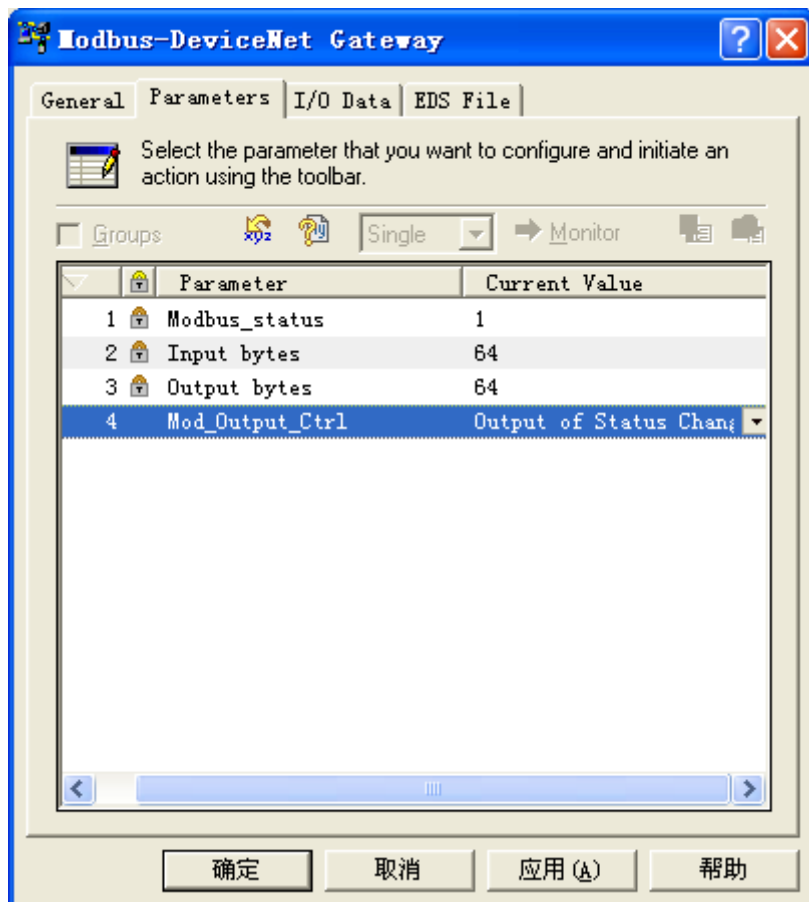 Modbus-DeviceNet Gateway
General Parameters I/O Data EDS File
Select the parameter that you want to configure and initiate an
action using the toolbar.
Groups xyz Single Monitor
Parameter Current Value
1 Modbus_status 1
2 Input bytes 64
3 Output bytes 64
4 Mod_Output_Ctrl Output of Status Chang
确定 取消 应用(A) 帮助